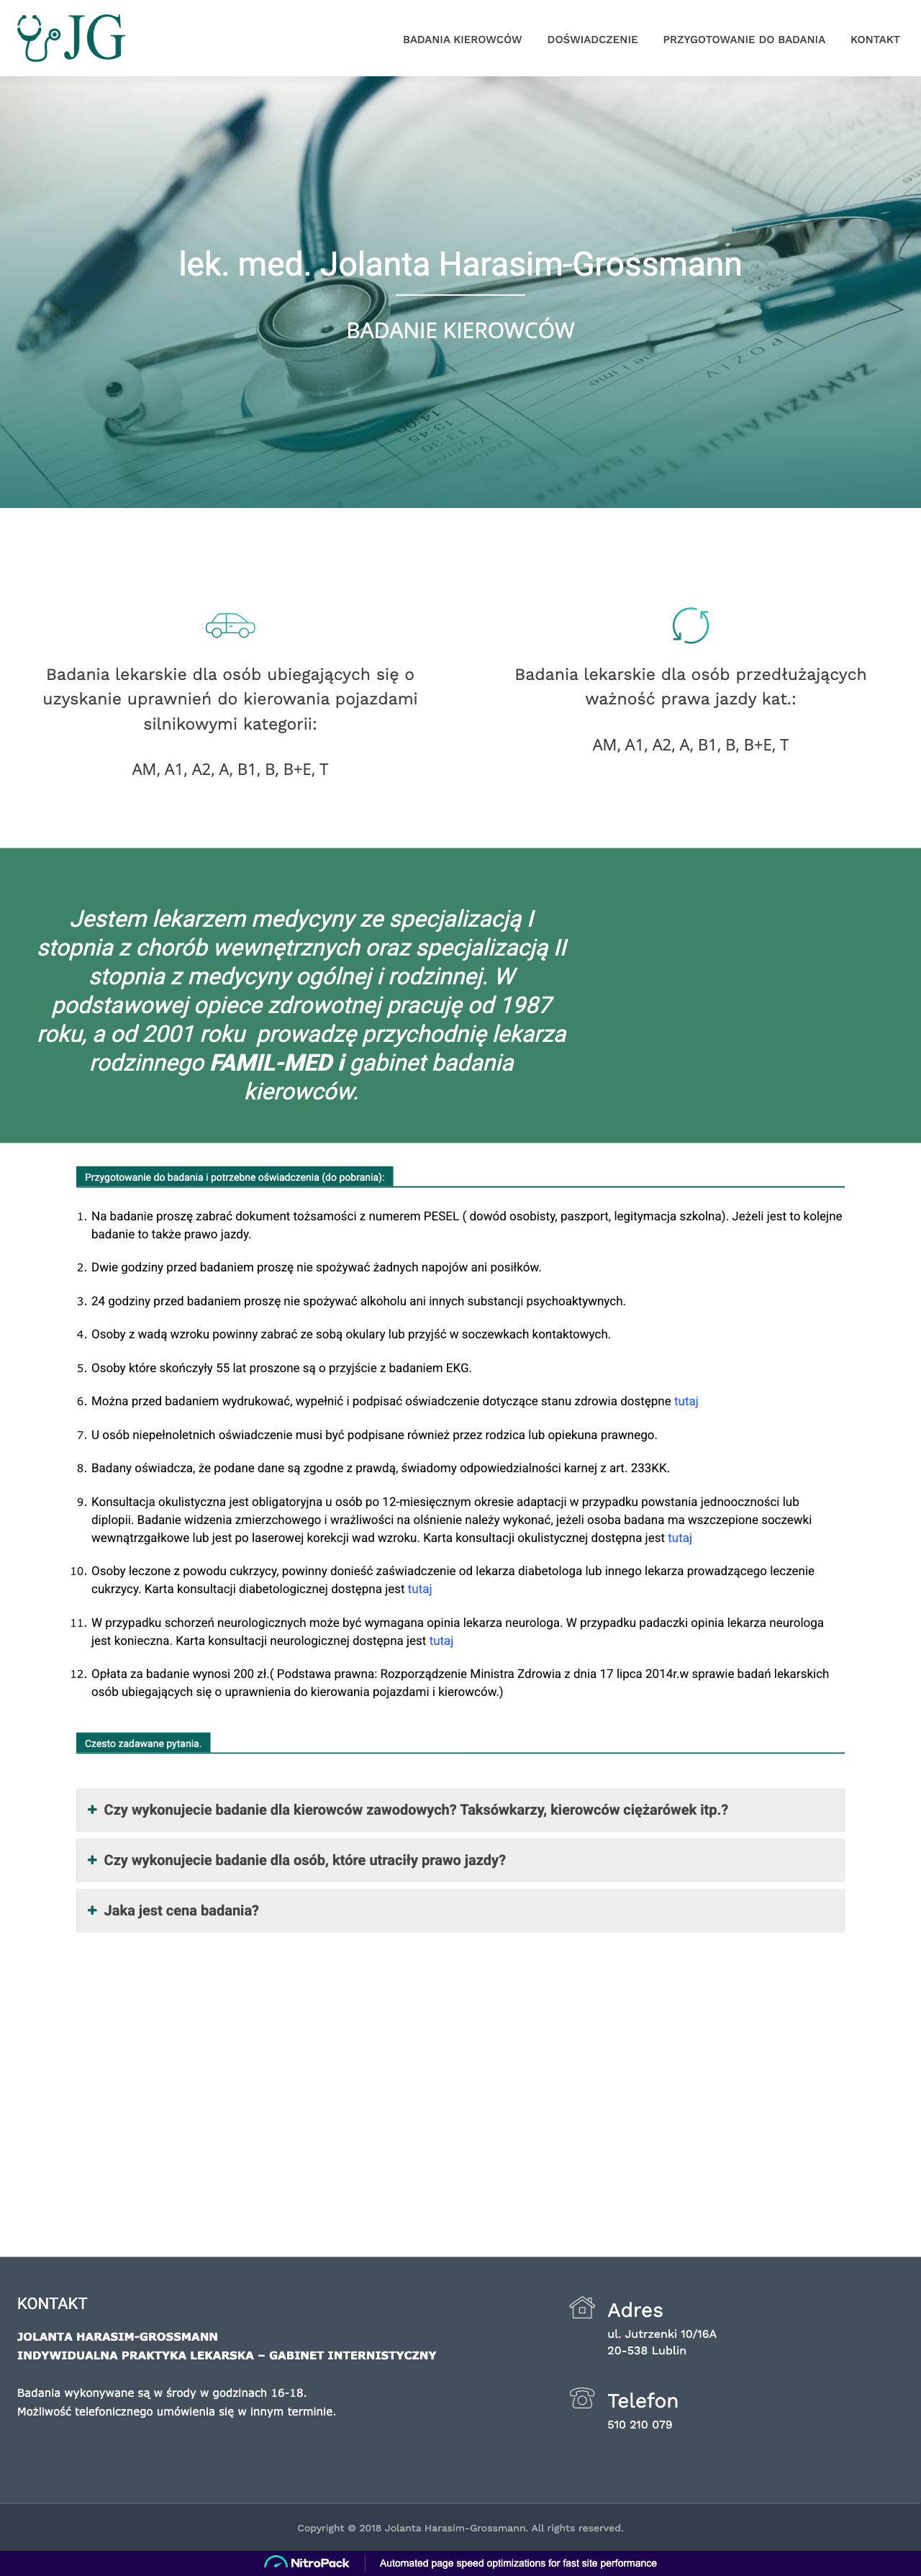 JG
BADANIA KIEROWCÓW
DOŚWIADCZENIE
PRZYGOTOWANIE DO BADANIA
KONTAKT
lek. med. Jolanta Harasim-Grossmann
BADANIE KIEROWCÓW
POZIV
ZAKAZIVANJE
TERMINE
II SMJENA
13:45
14:00
Vrijeme
Datum
Badania lekarskie dla osób ubiegających się o
uzyskanie uprawnień do kierowania pojazdami
silnikowymi kategorii:
AM, A1, A2, A, B1, B, B+E, T
Badania lekarskie dla osób przedłużających
ważność prawa jazdy kat.:
AM, A1, A2, A, B1, B, B+E, T
Jestem lekarzem medycyny ze specjalizacją I
stopnia z chorób wewnętrznych oraz specjalizacją II
stopnia z medycyny ogólnej i rodzinnej. W
podstawowej opiece zdrowotnej pracuję od 1987
roku, a od 2001 roku  prowadzę przychodnię lekarza
rodzinnego FAMIL-MED i gabinet badania
kierowców.
Przygotowanie do badania i potrzebne oświadczenia (do pobrania):
1. Na badanie proszę zabrać dokument tożsamości z numerem PESEL ( dowód osobisty, paszport, legitymacja szkolna). Jeżeli jest to kolejne
badanie to także prawo jazdy.
2. Dwie godziny przed badaniem proszę nie spożywać żadnych napojów ani posiłków.
3. 24 godziny przed badaniem proszę nie spożywać alkoholu ani innych substancji psychoaktywnych.
4. Osoby z wadą wzroku powinny zabrać ze sobą okulary lub przyjść w soczewkach kontaktowych.
5. Osoby które skończyły 55 lat proszone są o przyjście z badaniem EKG.
6. Można przed badaniem wydrukować, wypełnić i podpisać oświadczenie dotyczące stanu zdrowia dostępne tutaj
7. U osób niepełnoletnich oświadczenie musi być podpisane również przez rodzica lub opiekuna prawnego.
8. Badany oświadcza, że podane dane są zgodne z prawdą, świadomy odpowiedzialności karnej z art. 233KK.
9. Konsultacja okulistyczna jest obligatoryjna u osób po 12-miesięcznym okresie adaptacji w przypadku powstania jednooczności lub
diplopii. Badanie widzenia zmierzchowego i wrażliwości na olśnienie należy wykonać, jeżeli osoba badana ma wszczepione soczewki
wewnątrzgałkowe lub jest po laserowej korekcji wad wzroku. Karta konsultacji okulistycznej dostępna jest tutaj
10. Osoby leczone z powodu cukrzycy, powinny donieść zaświadczenie od lekarza diabetologa lub innego lekarza prowadzącego leczenie
cukrzycy. Karta konsultacji diabetologicznej dostępna jest tutaj
11. W przypadku schorzeń neurologicznych może być wymagana opinia lekarza neurologa. W przypadku padaczki opinia lekarza neurologa
jest konieczna. Karta konsultacji neurologicznej dostępna jest tutaj
12. Opłata za badanie wynosi 200 zł.( Podstawa prawna: Rozporządzenie Ministra Zdrowia z dnia 17 lipca 2014r.w sprawie badań lekarskich
osób ubiegających się o uprawnienia do kierowania pojazdami i kierowców.)
Czesto zadawane pytania.
+ Czy wykonujecie badanie dla kierowców zawodowych? Taksówkarzy, kierowców ciężarówek itp.?
+ Czy wykonujecie badanie dla osób, które utraciły prawo jazdy?
+ Jaka jest cena badania?
KONTAKT
JOLANTA HARASIM-GROSSMANN
INDYWIDUALNA PRAKTYKA LEKARSKA – GABINET INTERNISTYCZNY
Badania wykonywane są w środy w godzinach 16-18.
Możliwość telefonicznego umówienia się w innym terminie.
Adres
ul. Jutrzenki 10/16A
20-538 Lublin
Telefon
510 210 079
Copyright © 2018 Jolanta Harasim-Grossmann. All rights reserved.
NitroPack
Automated page speed optimizations for fast site performance